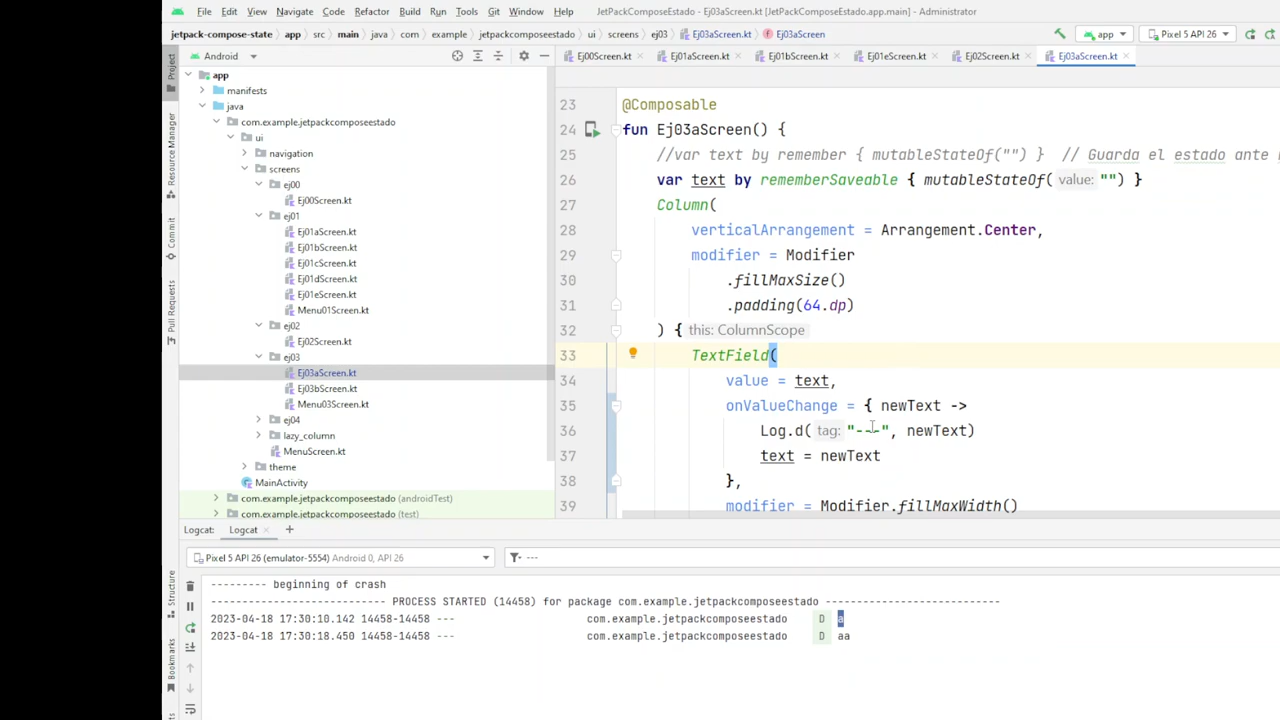 File Edit View Navigate Code Refactor Build Run Tools Git Window Help JetPackComposeEstado - Ej03aScreen.kt [JetPackComposeEstado.app.main] - Administrator
jetpack-compose-state app src main java com example jetpackcomposeestado ui screens ej03 Ej03aScreen.kt Ej03aScreen app Pixel 5 API 26
Project
Resource Manager
Commit
Pull Requests
Structure
Bookmarks
Android
app
manifests
java
com.example.jetpackcomposeestado
ui
navigation
screens
ej00
Ej00Screen.kt
ej01
Ej01aScreen.kt
Ej01bScreen.kt
Ej01cScreen.kt
Ej01dScreen.kt
Ej01eScreen.kt
Menu01Screen.kt
ej02
Ej02Screen.kt
ej03
Ej03aScreen.kt
Ej03bScreen.kt
Menu03Screen.kt
ej04
lazy_column
MenuScreen.kt
theme
MainActivity
com.example.jetpackcomposeestado (androidTest)
com.example.jetpackcomposeestado (test)
Ej00Screen.kt Ej01aScreen.kt Ej01bScreen.kt Ej01eScreen.kt Ej02Screen.kt Ej03aScreen.kt
23 @Composable
24 fun Ej03aScreen() {
25 //var text by remember { mutableStateOf("") } // Guarda el estado ante
26 var text by rememberSaveable { mutableStateOf( value: "") }
27 Column(
28 verticalArrangement = Arrangement.Center,
29 modifier = Modifier
30 .fillMaxSize()
31 .padding(64.dp)
32 ) { this: ColumnScope
33 TextField(
34 value = text,
35 onValueChange = { newText ->
36 Log.d( tag: "---", newText)
37 text = newText
38 },
39 modifier = Modifier.fillMaxWidth()
Logcat: Logcat
Pixel 5 API 26 (emulator-5554) Android 0, API 26 ---
--------- beginning of crash
--------------------------- PROCESS STARTED (14458) for package com.example.jetpackcomposeestado ---------------------------
2023-04-18 17:30:10.142 14458-14458 --- com.example.jetpackcomposeestado D a
2023-04-18 17:30:18.450 14458-14458 --- com.example.jetpackcomposeestado D aa